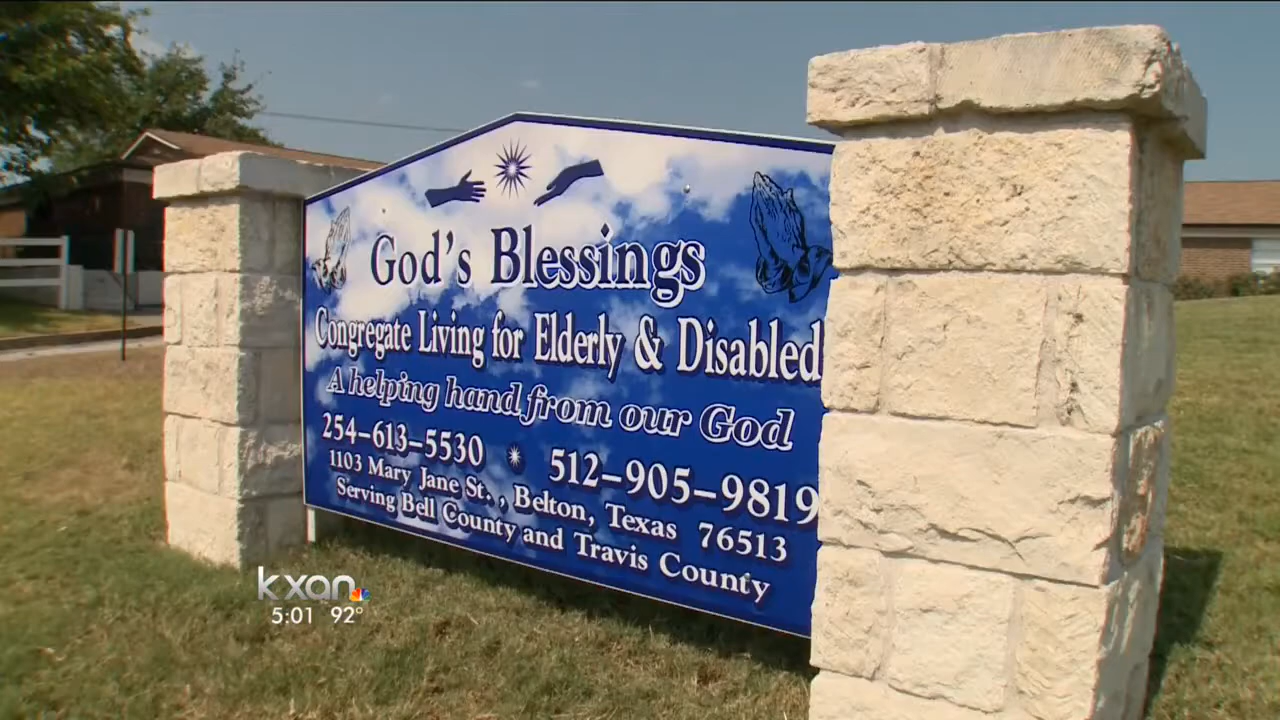 God's Blessings
Congregate Living for Elderly & Disabled
A helping hand from our God
254-613-5530 512-905-9819
1103 Mary Jane St., Belton, Texas 76513
Serving Bell County and Travis County
kxan
5:01 92°